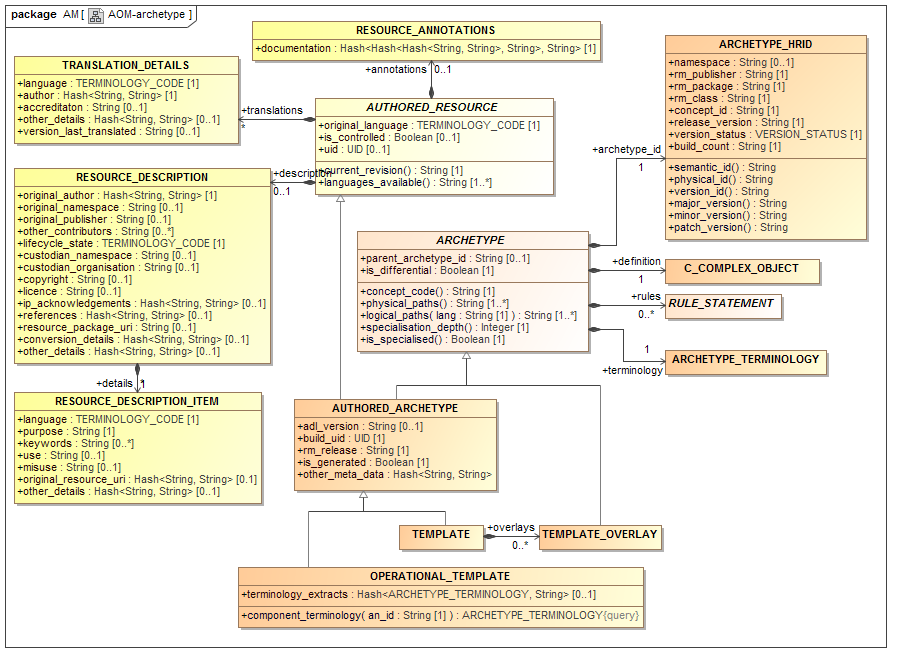 package AM [ AOM-archetype ]
RESOURCE_ANNOTATIONS
+documentation : Hash<Hash<Hash<String, String>, String>, String> [1]
+annotations 0..1
TRANSLATION_DETAILS
+language : TERMINOLOGY_CODE [1]
+author : Hash<String, String> [1]
+accreditaton : String [0..1]
+other_details : Hash<String, String> [0..1]
+version_last_translated : String [0..1]
+translations
*
AUTHORED_RESOURCE
+original_language : TERMINOLOGY_CODE [1]
+is_controlled : Boolean [0..1]
+uid : UID [0..1]
+current_revision() : String [1]
+languages_available() : String [1..*]
+description
0..1
ARCHETYPE_HRID
+namespace : String [0..1]
+rm_publisher : String [1]
+rm_package : String [1]
+rm_class : String [1]
+concept_id : String [1]
+release_version : String [1]
+version_status : VERSION_STATUS [1]
+build_count : String [1]
+semantic_id() : String
+physical_id() : String
+version_id() : String
+major_version() : String
+minor_version() : String
+patch_version() : String
+archetype_id
1
RESOURCE_DESCRIPTION
+original_author : Hash<String, String> [1]
+original_namespace : String [0..1]
+original_publisher : String [0..1]
+other_contributors : String [0..*]
+lifecycle_state : TERMINOLOGY_CODE [1]
+custodian_namespace : String [0..1]
+custodian_organisation : String [0..1]
+copyright : String [0..1]
+licence : String [0..1]
+ip_acknowledgements : Hash<String, String> [0..1]
+references : Hash<String, String> [0..1]
+resource_package_uri : String [0..1]
+conversion_details : Hash<String, String> [0..1]
+other_details : Hash<String, String> [0..1]
+details *
ARCHETYPE
+parent_archetype_id : String [0..1]
+is_differential : Boolean [1]
+concept_code() : String [1]
+physical_paths() : String [1..*]
+logical_paths( lang : String [1] ) : String [1..*]
+specialisation_depth() : Integer [1]
+is_specialised() : Boolean [1]
+definition
1
C_COMPLEX_OBJECT
+rules
0..*
RULE_STATEMENT
1
+terminology
ARCHETYPE_TERMINOLOGY
RESOURCE_DESCRIPTION_ITEM
+language : TERMINOLOGY_CODE [1]
+purpose : String [1]
+keywords : String [0..*]
+use : String [0..1]
+misuse : String [0..1]
+original_resource_uri : Hash<String, String> [0.1]
+other_details : Hash<String, String> [0..1]
AUTHORED_ARCHETYPE
+adl_version : String [0..1]
+build_uid : UID [1]
+rm_release : String [1]
+is_generated : Boolean [1]
+other_meta_data : Hash<String, String>
TEMPLATE
+overlays
0..*
TEMPLATE_OVERLAY
OPERATIONAL_TEMPLATE
+terminology_extracts : Hash<ARCHETYPE_TERMINOLOGY, String> [0..1]
+component_terminology( an_id : String [1] ) : ARCHETYPE_TERMINOLOGY{query}